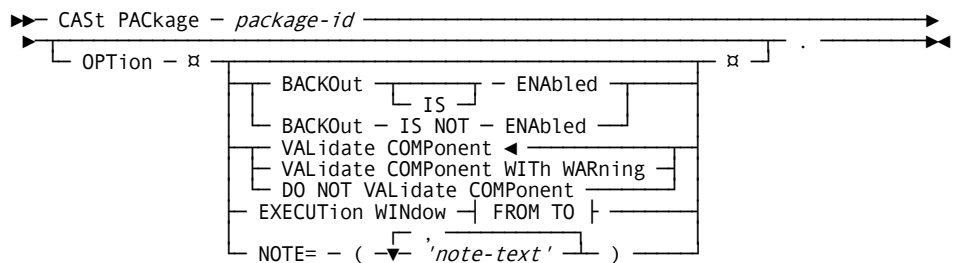 CASt PACkage — package-id
.
OPTion — ¤ ¤
BACKOut — ENAbled
IS
BACKOut — IS NOT — ENAbled
VALidate COMPonent ◄
VALidate COMPonent WITh WARning
DO NOT VALidate COMPonent
EXECUTion WINdow FROM TO
,
NOTE= — ( 'note-text' )